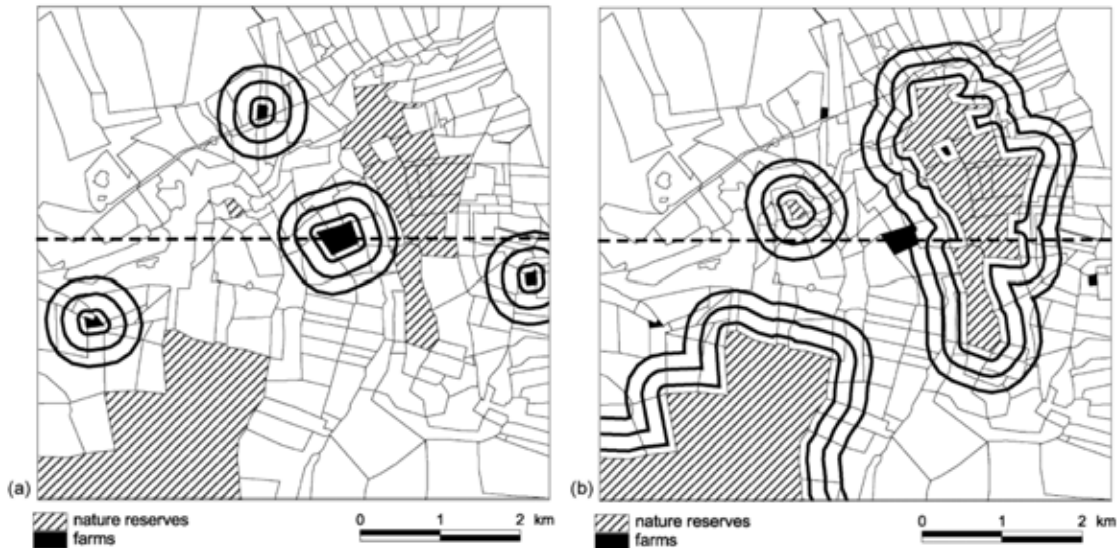 (a)
nature reserves
farms
0 1 2 km
(b)
nature reserves
farms
0 1 2 km